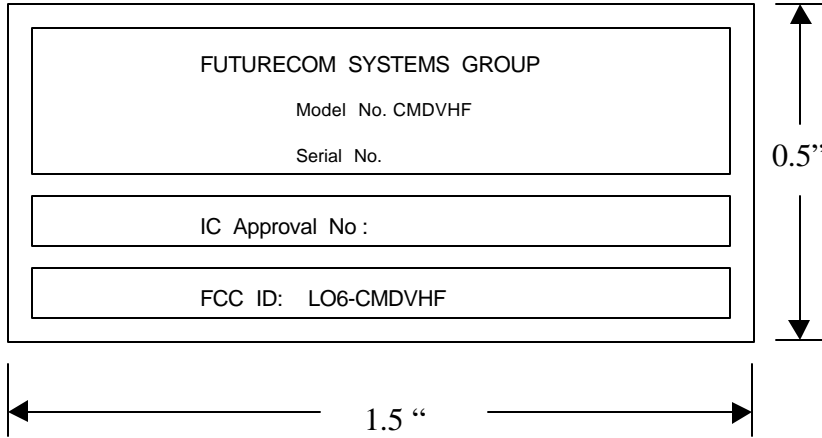 FUTURECOM SYSTEMS GROUP
Model No. CMDVHF
Serial No.
IC Approval No :
FCC ID: LO6-CMDVHF
0.5”
1.5 “